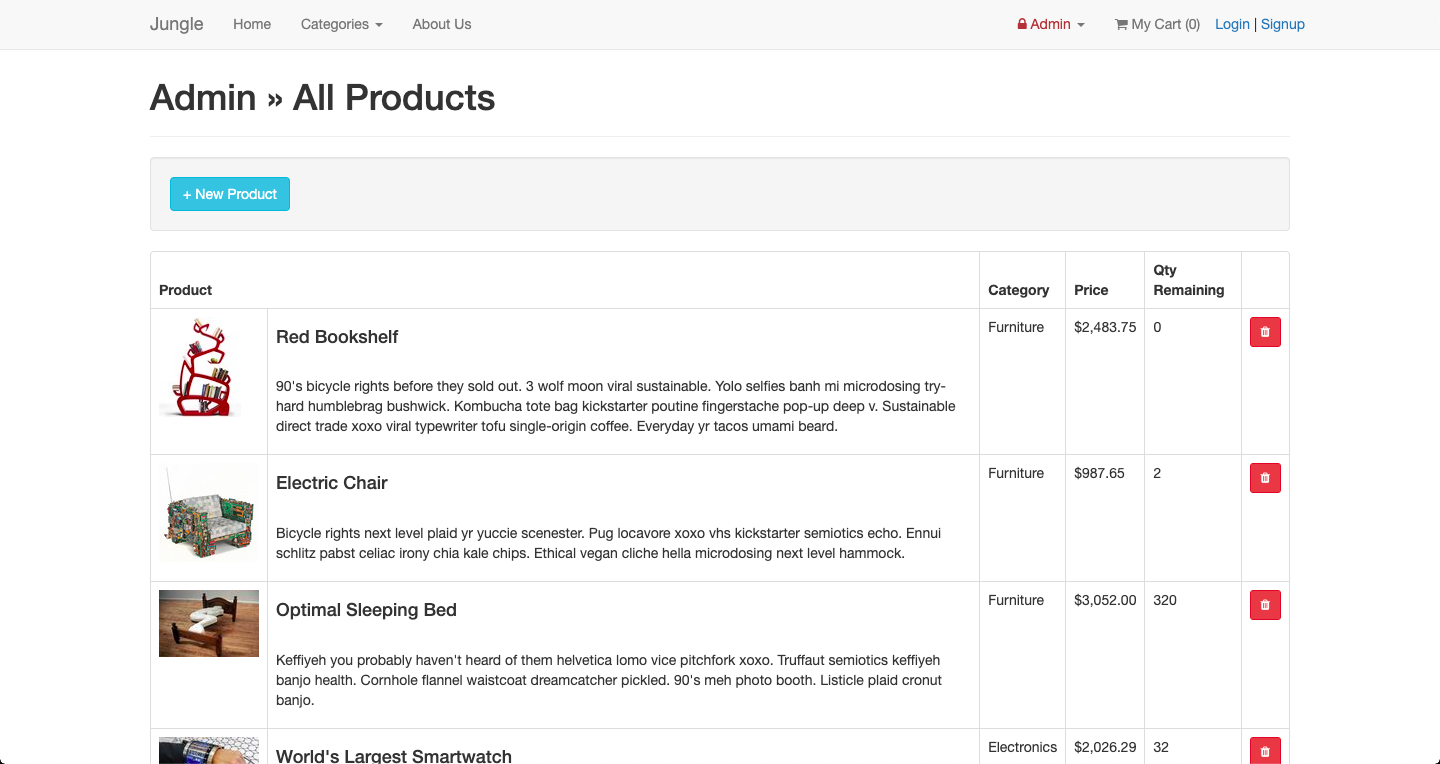 Jungle Home Categories About Us Admin My Cart (0) Login | Signup
Admin » All Products
+ New Product
Product Category Price Qty Remaining
Red Bookshelf Furniture $2,483.75 0
90's bicycle rights before they sold out. 3 wolf moon viral sustainable. Yolo selfies banh mi microdosing try-
hard humblebrag bushwick. Kombucha tote bag kickstarter poutine fingerstache pop-up deep v. Sustainable
direct trade xoxo viral typewriter tofu single-origin coffee. Everyday yr tacos umami beard.
Electric Chair Furniture $987.65 2
Bicycle rights next level plaid yr yuccie scenester. Pug locavore xoxo vhs kickstarter semiotics echo. Ennui
schlitz pabst celiac irony chia kale chips. Ethical vegan cliche hella microdosing next level hammock.
Optimal Sleeping Bed Furniture $3,052.00 320
Keffiyeh you probably haven't heard of them helvetica lomo vice pitchfork xoxo. Truffaut semiotics keffiyeh
banjo health. Cornhole flannel waistcoat dreamcatcher pickled. 90's meh photo booth. Listicle plaid cronut
banjo.
World's Largest Smartwatch Electronics $2,026.29 32